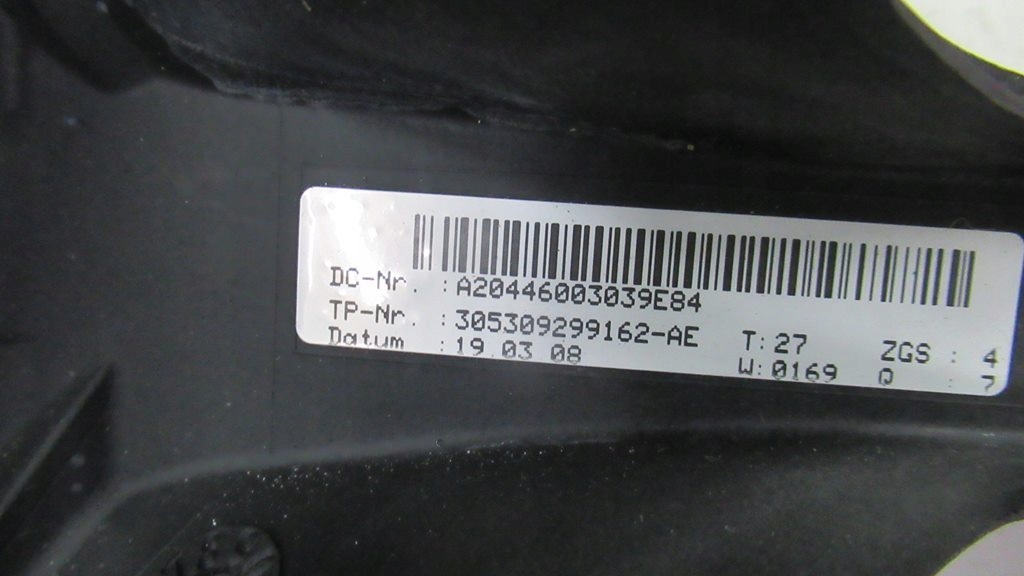 DC-Nr. :A20446003039E84
TP-Nr. :305309299162-AE T:27 ZGS : 4
Datum :19.03 08 W:0169 Q : 7